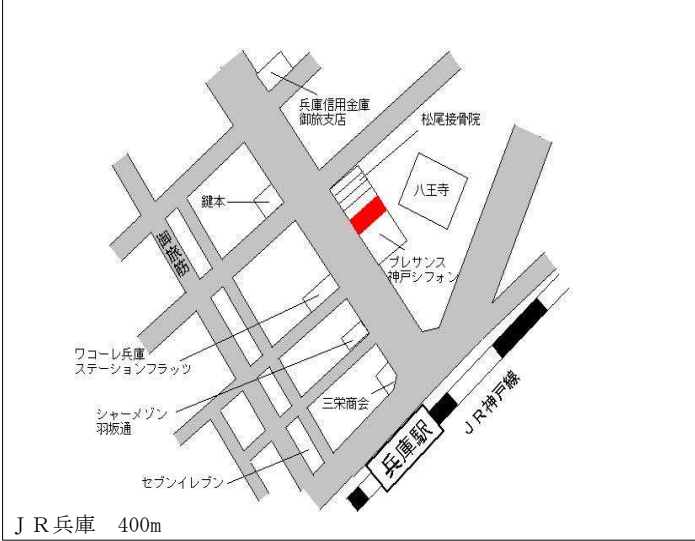 兵庫信用金庫
御旅支店
松尾接骨院
八王寺
鍵本
御旅筋
プレサンス
神戸シフォン
ワコーレ兵庫
ステーションフラッツ
シャーメゾン
羽坂通
三栄商会
セブンイレブン
兵庫駅
ＪＲ神戸線
ＪＲ兵庫　400m